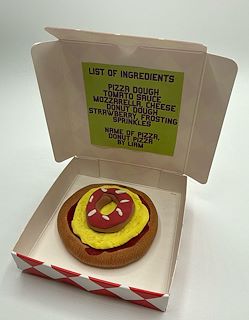 LIST OF INGREDIENTS
PIZZA DOUGH
TOMATO SAUCE
MOZZARELLA, CHEESE
DONUT DOUGH
STRAWBERRY, FROSTING
SPRINKLES
NAME OF PIZZA,
DONUT PIZZA
BY LIAM